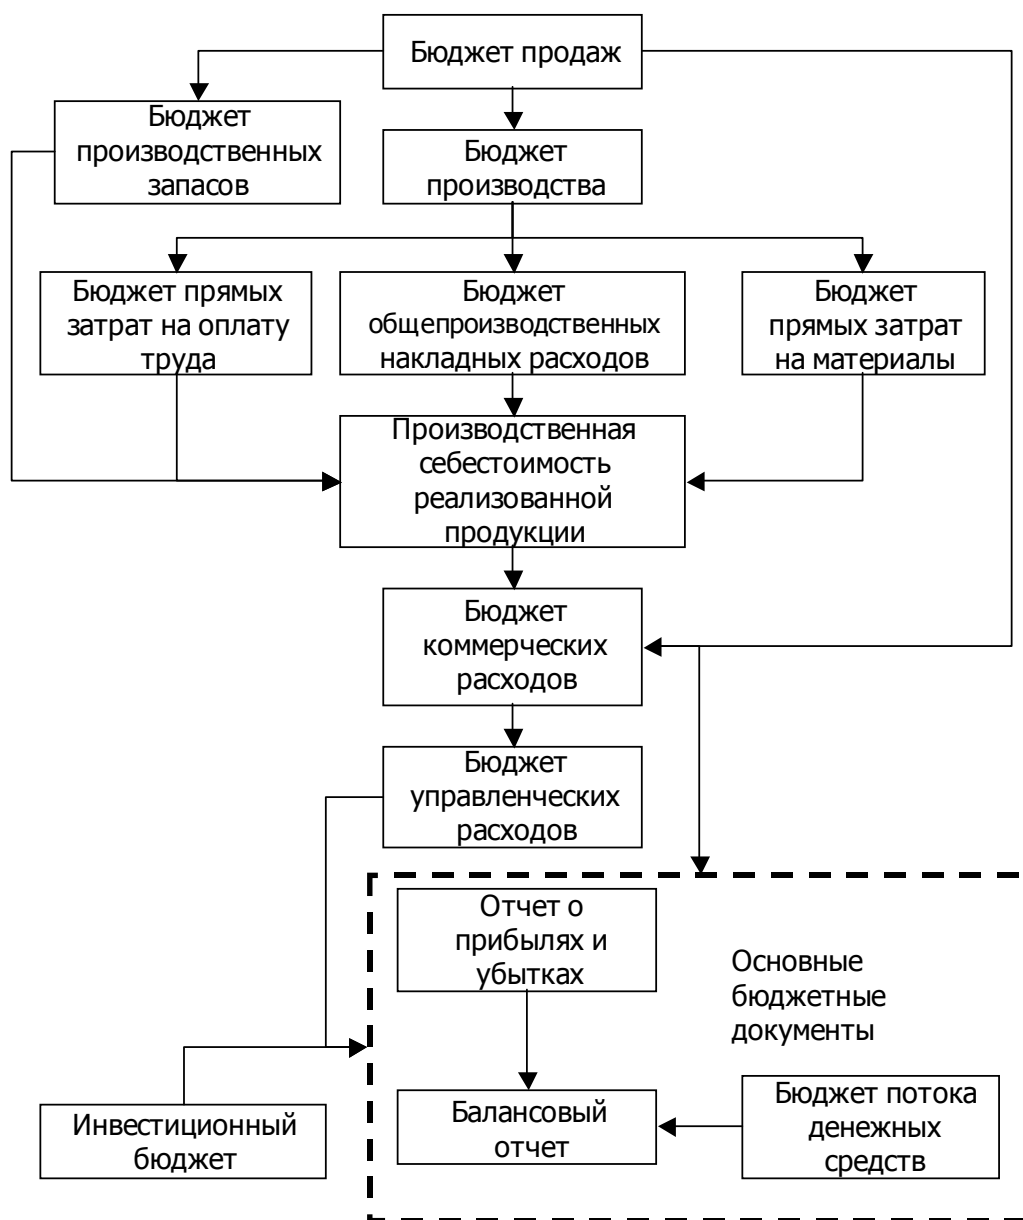 Бюджет продаж
Бюджет
производственных
запасов
Бюджет
производства
Бюджет прямых
затрат на оплату
труда
Бюджет
общепроизводственных
накладных расходов
Бюджет
прямых затрат
на материалы
Производственная
себестоимость
реализованной
продукции
Бюджет
коммерческих
расходов
Бюджет
управленческих
расходов
Отчет о
прибылях и
убытках
Основные
бюджетные
документы
Инвестиционный
бюджет
Балансовый
отчет
Бюджет потока
денежных
средств